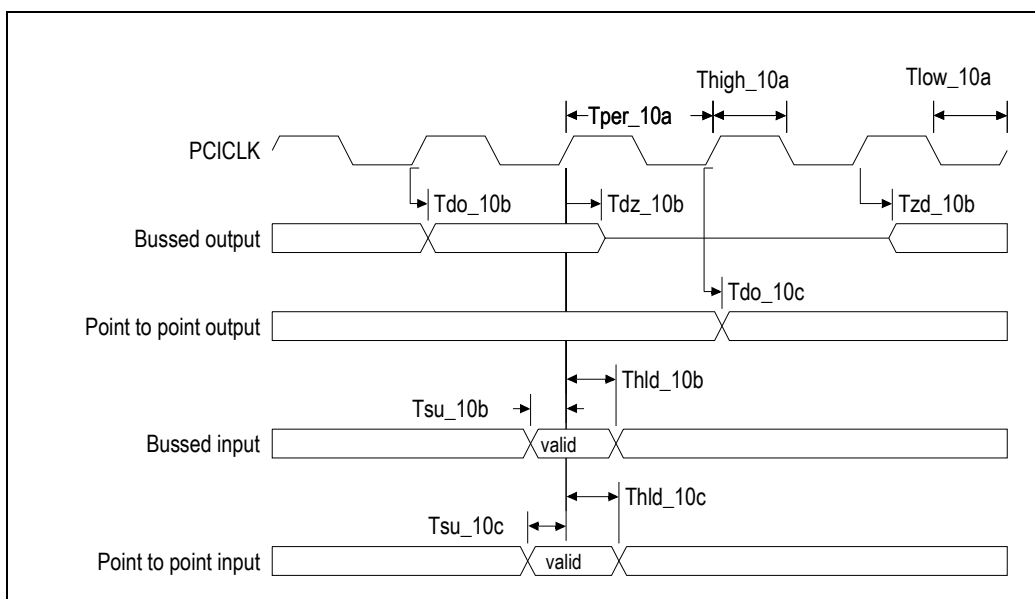 Thigh_10a
Tlow_10a
Tper_10a
PCICLK
Tdo_10b
Tdz_10b
Tzd_10b
Bussed output
Tdo_10c
Point to point output
Thld_10b
Tsu_10b
Bussed input
valid
Thld_10c
Tsu_10c
Point to point input
valid